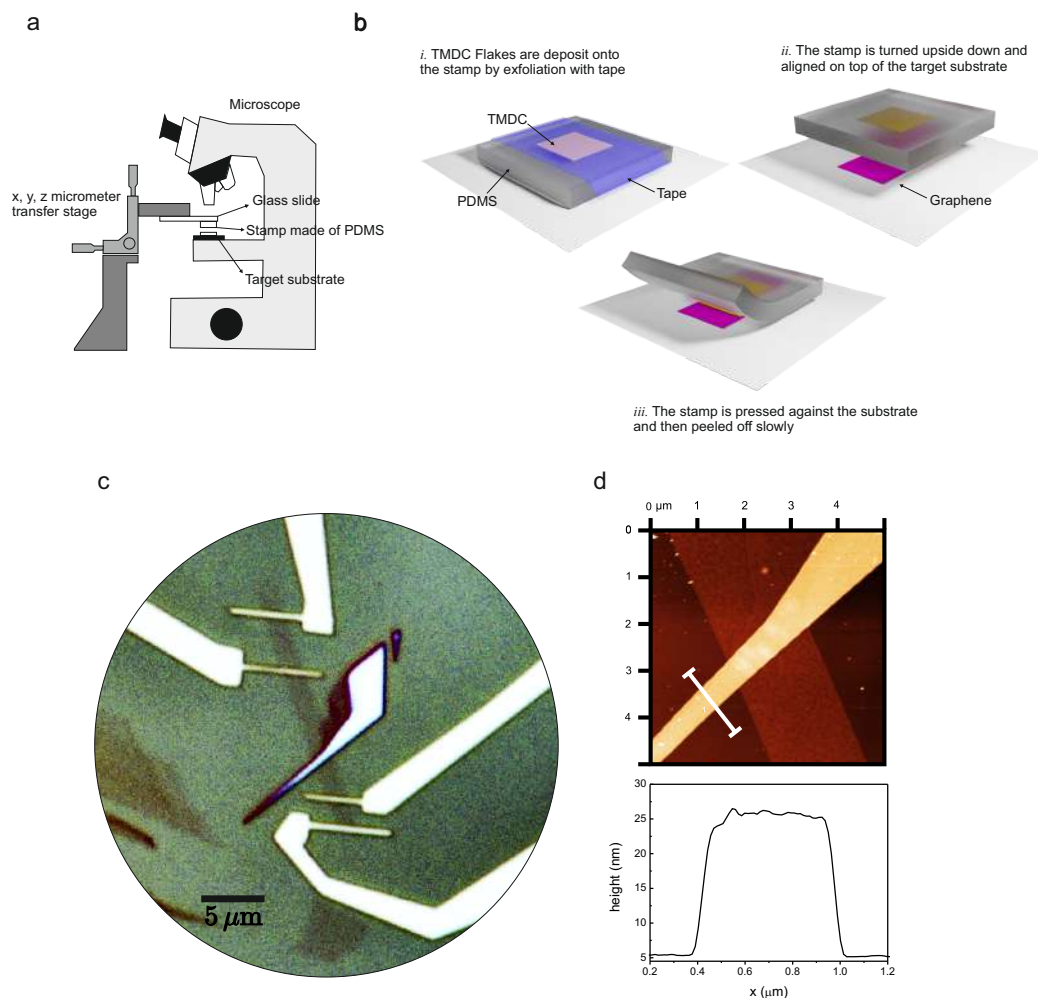 a
Microscope
x, y, z micrometer
transfer stage
Glass slide
Stamp made of PDMS
Target substrate
b
i. TMDC Flakes are deposit onto
the stamp by exfoliation with tape
TMDC
PDMS
Tape
ii. The stamp is turned upside down and
aligned on top of the target substrate
Graphene
iii. The stamp is pressed against the substrate
and then peeled off slowly
c
5 μm
d
0 μm 1 2 3 4
0
1
2
3
4
30
25
20
15
10
5
height (nm)
0.2 0.4 0.6 0.8 1.0 1.2
x (μm)